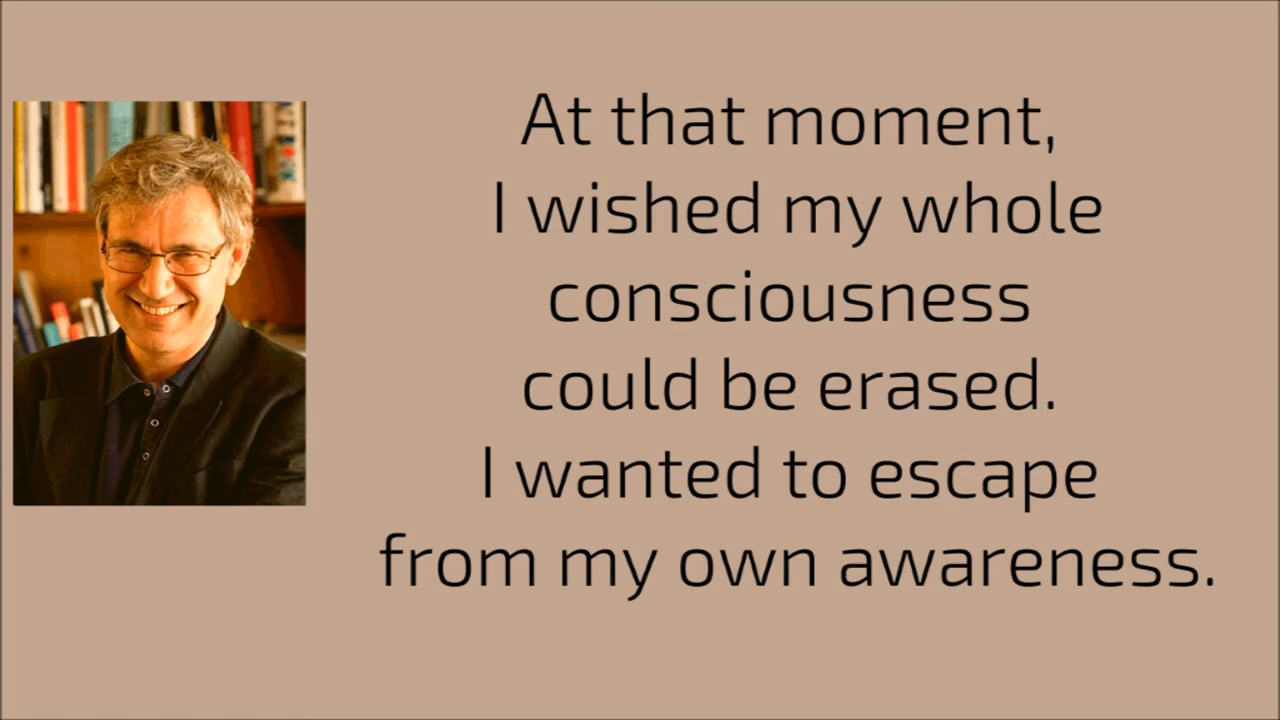 At that moment,
I wished my whole
consciousness
could be erased.
I wanted to escape
from my own awareness.